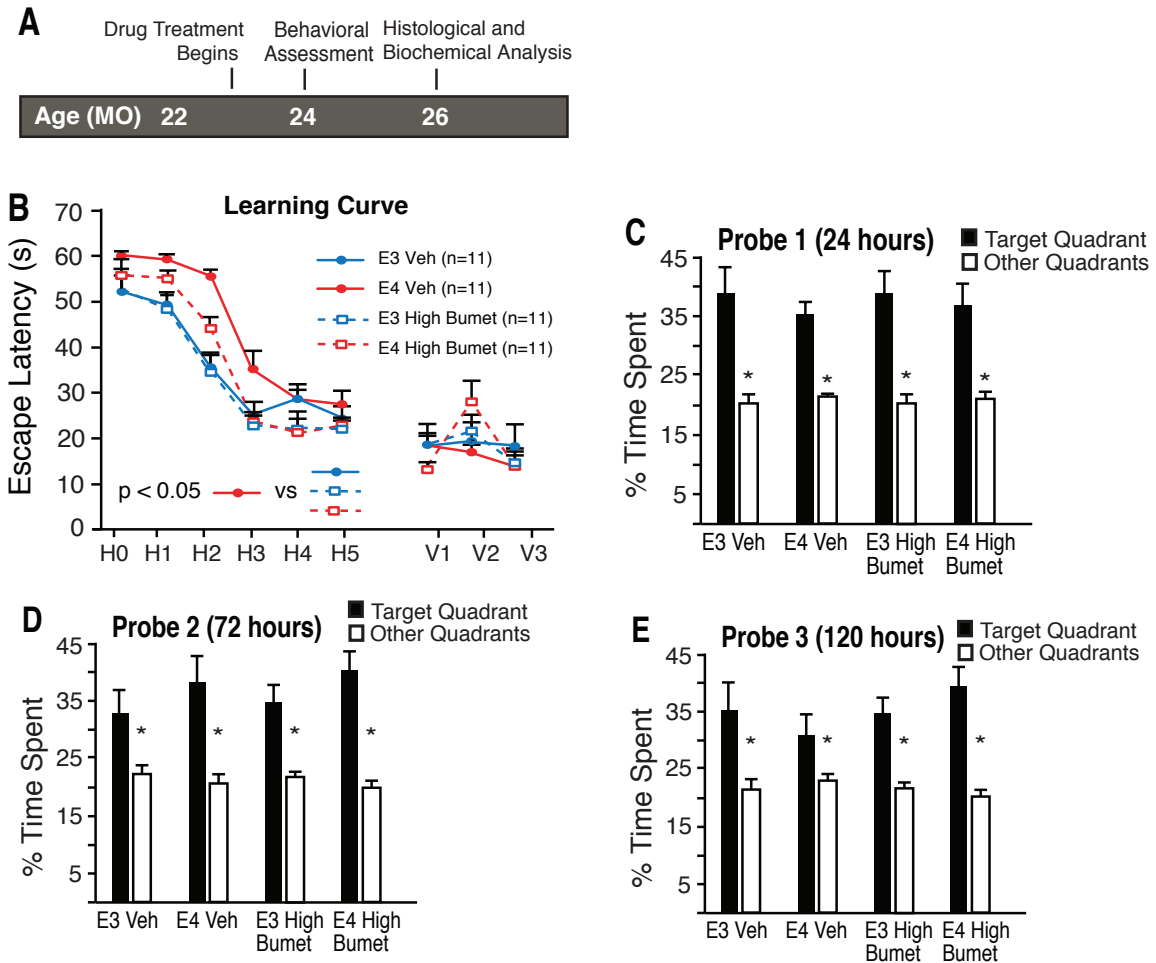 A
Drug Treatment
Begins
Behavioral
Assessment
Histological and
Biochemical Analysis
Age (MO) 22 24 26
B
Learning Curve
Escape Latency (s)
70
60
50
40
30
20
10
0
E3 Veh (n=11)
E4 Veh (n=11)
E3 High Bumet (n=11)
E4 High Bumet (n=11)
p < 0.05 vs
H0 H1 H2 H3 H4 H5 V1 V2 V3
C
Probe 1 (24 hours)
Target Quadrant
Other Quadrants
% Time Spent
45
35
25
15
5
* * * *
E3 Veh E4 Veh E3 High E4 High
Bumet Bumet
D
Probe 2 (72 hours)
Target Quadrant
Other Quadrants
% Time Spent
45
35
25
15
5
* * * *
E3 Veh E4 Veh E3 High E4 High
Bumet Bumet
E
Probe 3 (120 hours)
Target Quadrant
Other Quadrants
% Time Spent
45
35
25
15
5
* * * *
E3 Veh E4 Veh E3 High E4 High
Bumet Bumet